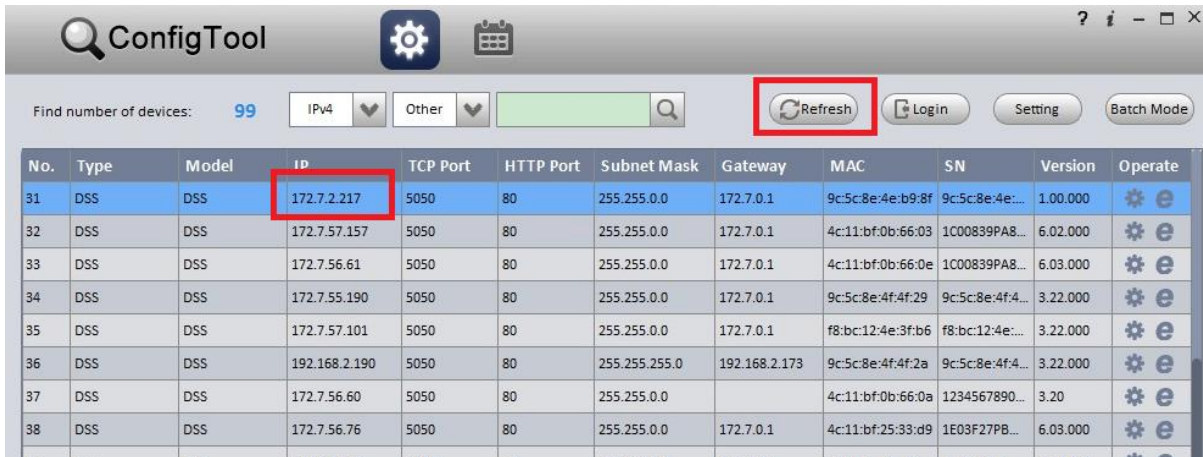 ConfigTool
? i
Find number of devices: 99 IPv4 Other Refresh Login Setting Batch Mode
No. Type Model IP TCP Port HTTP Port Subnet Mask Gateway MAC SN Version Operate
31 DSS DSS 172.7.2.217 5050 80 255.255.0.0 172.7.0.1 9c:5c:8e:4e:b9:8f 9c:5c:8e:4e:... 1.00.000
32 DSS DSS 172.7.57.157 5050 80 255.255.0.0 172.7.0.1 4c:11:bf:0b:66:03 1C00839PA8... 6.02.000
33 DSS DSS 172.7.56.61 5050 80 255.255.0.0 172.7.0.1 4c:11:bf:0b:66:0e 1C00839PA8... 6.03.000
34 DSS DSS 172.7.55.190 5050 80 255.255.0.0 172.7.0.1 9c:5c:8e:4f:4f:29 9c:5c:8e:4f:4... 3.22.000
35 DSS DSS 172.7.57.101 5050 80 255.255.0.0 172.7.0.1 f8:bc:12:4e:3f:b6 f8:bc:12:4e:... 3.22.000
36 DSS DSS 192.168.2.190 5050 80 255.255.255.0 192.168.2.173 9c:5c:8e:4f:4f:2a 9c:5c:8e:4f:4... 3.22.000
37 DSS DSS 172.7.56.60 5050 80 255.255.0.0 4c:11:bf:0b:66:0a 1234567890... 3.20
38 DSS DSS 172.7.56.76 5050 80 255.255.0.0 172.7.0.1 4c:11:bf:25:33:d9 1E03F27PB... 6.03.000